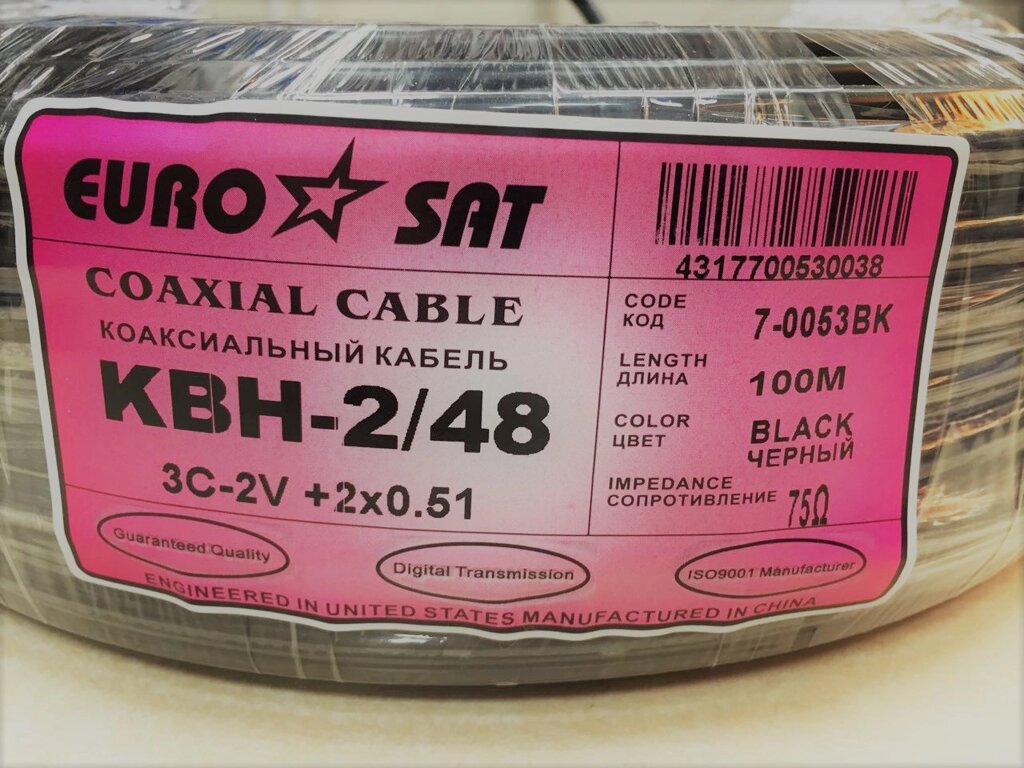 EURO SAT
4317700530038
COAXIAL CABLE
КОАКСИАЛЬНЫЙ КАБЕЛЬ
КВН-2/48
3C-2V +2x0.51
CODE
КОД
7-0053BK
LENGTH
ДЛИНА
100M
COLOR
ЦВЕТ
BLACK
ЧЕРНЫЙ
IMPEDANCE
СОПРОТИВЛЕНИЕ
75Ω
Guaranteed Quality
Digital Transmission
ISO9001 Manufacturer
ENGINEERED IN UNITED STATES MANUFACTURED IN CHINA